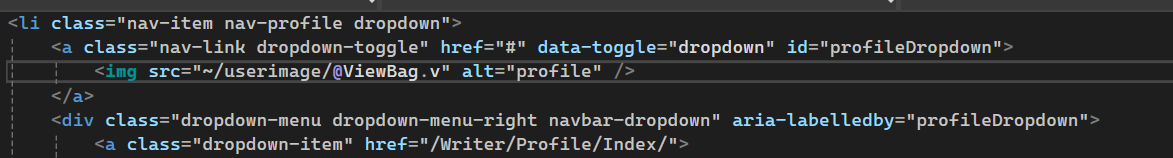 <li class="nav-item nav-profile dropdown">
<a class="nav-link dropdown-toggle" href="#" data-toggle="dropdown" id="profileDropdown">
<img src="~/userimage/@ViewBag.v" alt="profile" />
</a>
<div class="dropdown-menu dropdown-menu-right navbar-dropdown" aria-labelledby="profileDropdown">
<a class="dropdown-item" href="/Writer/Profile/Index/">